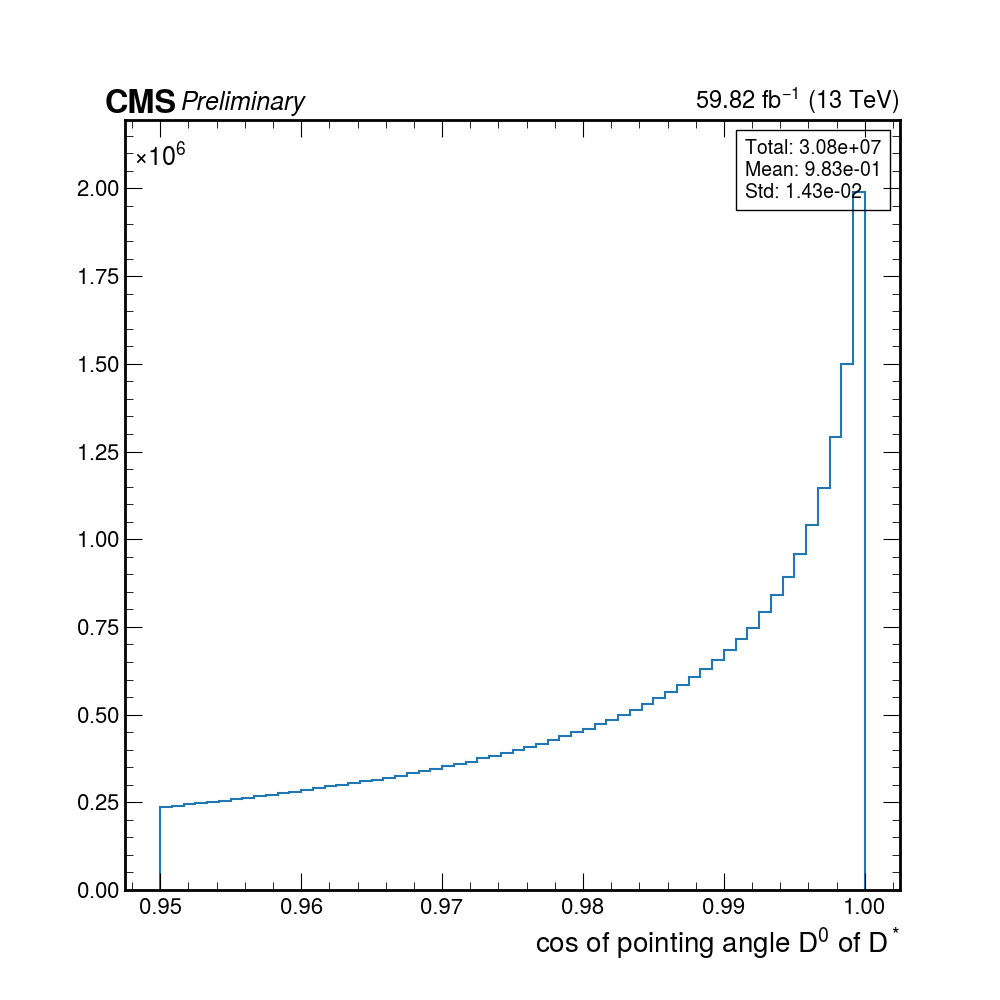 CMS Preliminary 59.82 fb⁻¹ (13 TeV)
×10⁶
Total: 3.08e+07
Mean: 9.83e-01
Std: 1.43e-02
2.00
1.75
1.50
1.25
1.00
0.75
0.50
0.25
0.00
0.95 0.96 0.97 0.98 0.99 1.00
cos of pointing angle D⁰ of D*